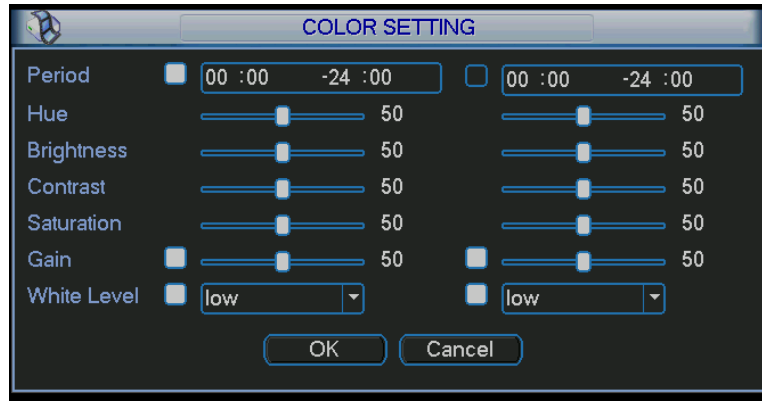 COLOR SETTING
Period 00 :00 -24 :00 00 :00 -24 :00
Hue 50 50
Brightness 50 50
Contrast 50 50
Saturation 50 50
Gain 50 50
White Level low low
OK Cancel